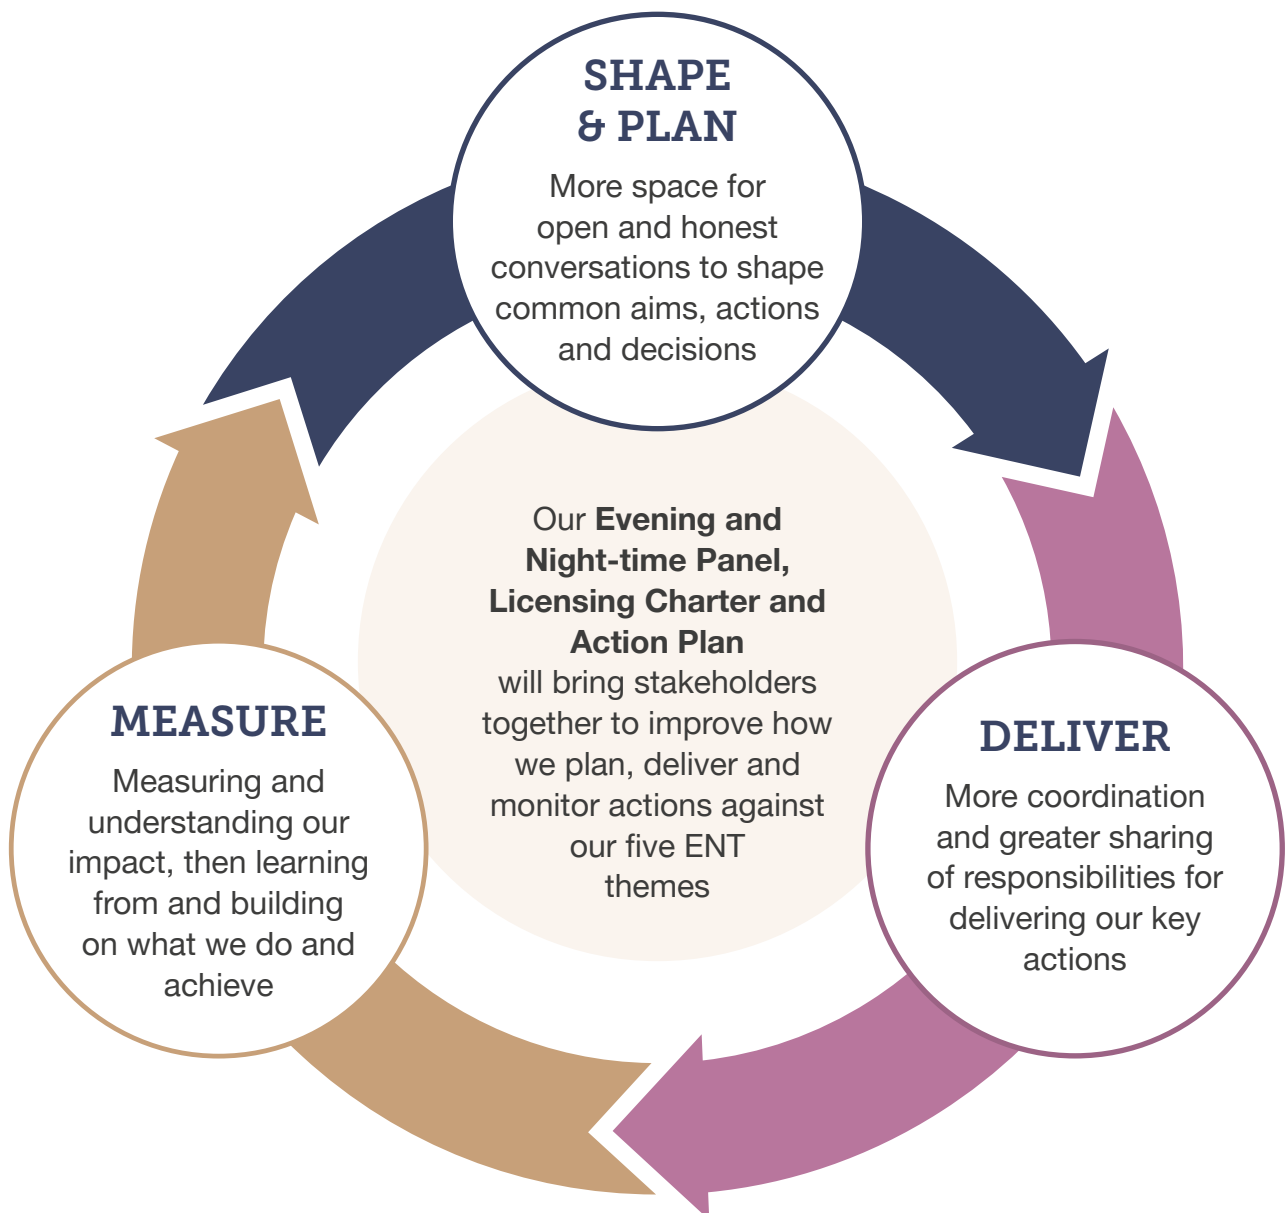 SHAPE
& PLAN
More space for
open and honest
conversations to shape
common aims, actions
and decisions
Our Evening and
Night-time Panel,
Licensing Charter and
Action Plan
will bring stakeholders
together to improve how
we plan, deliver and
monitor actions against
our five ENT
themes
MEASURE
Measuring and
understanding our
impact, then learning
from and building
on what we do and
achieve
DELIVER
More coordination
and greater sharing
of responsibilities for
delivering our key
actions